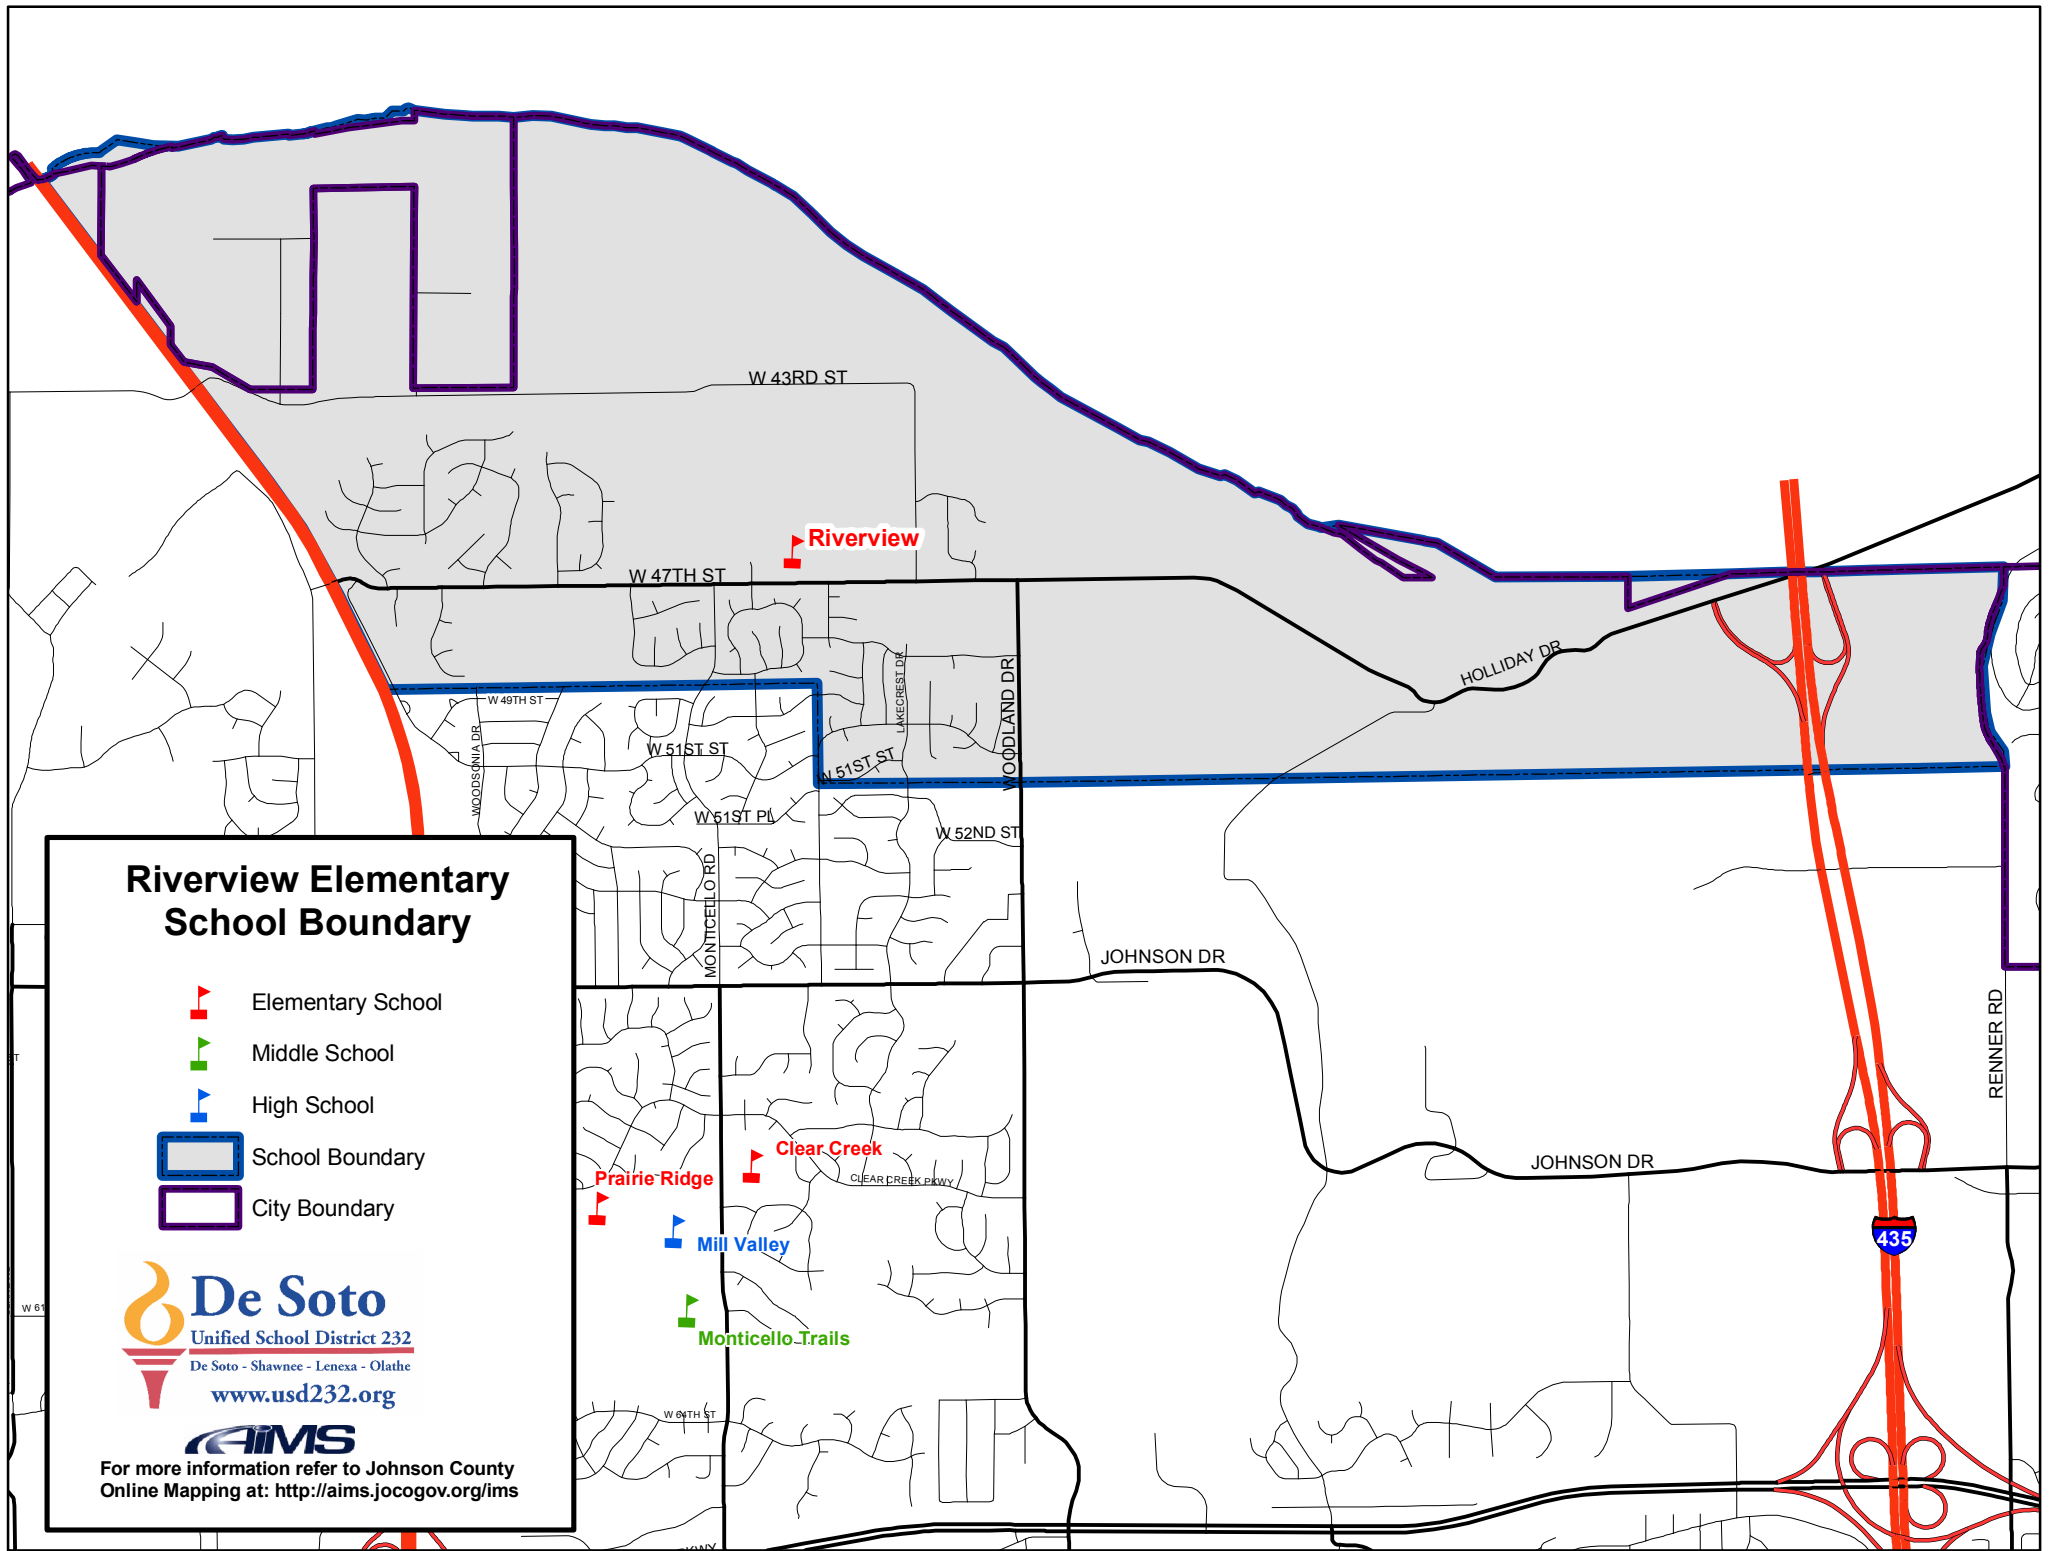 W 43RD ST
Riverview
W 47TH ST
HOLLIDAY DR
LAKECREST DR
WOODLAND DR
W 49TH ST
WOODSONIA DR
W 51ST ST
W 51ST ST
W 51ST PL
W 52ND ST
MONTICELLO RD
JOHNSON DR
RENNER RD
Riverview Elementary
School Boundary
Elementary School
Middle School
High School
School Boundary
City Boundary
De Soto
Unified School District 232
De Soto - Shawnee - Lenexa - Olathe
www.usd232.org
AIMS
For more information refer to Johnson County
Online Mapping at: http://aims.jocogov.org/ims
Clear Creek
Prairie Ridge
CLEAR CREEK PKWY
JOHNSON DR
Mill Valley
435
Monticello Trails
W 61
W 64TH ST